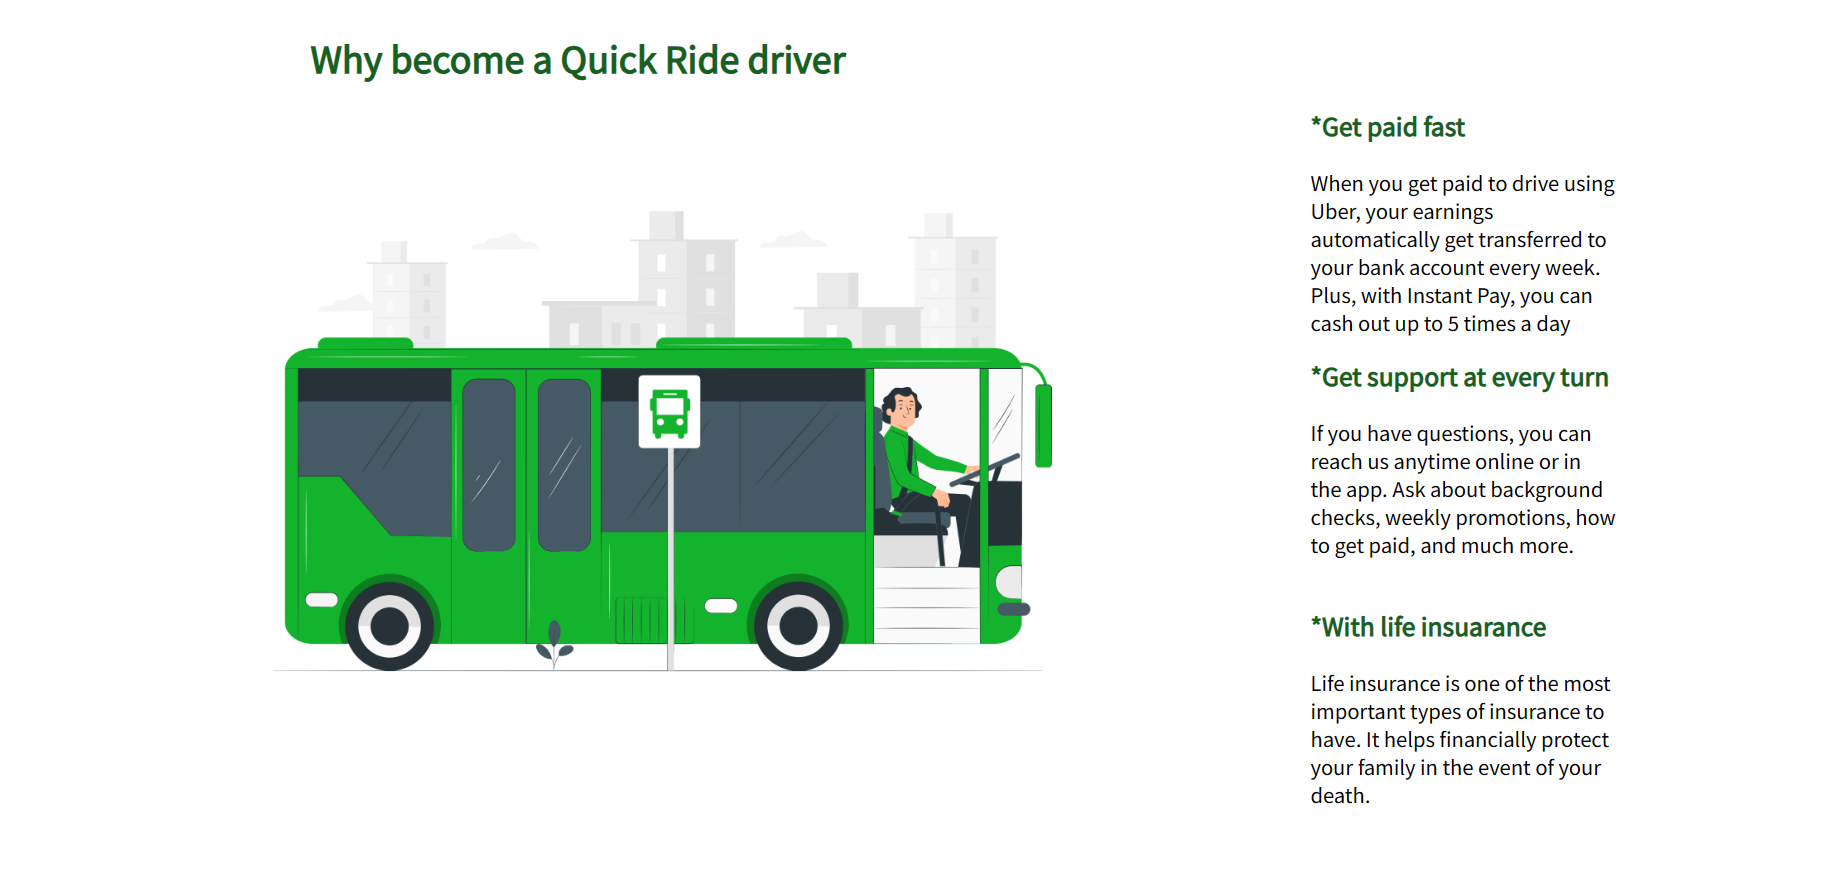 Why become a Quick Ride driver
*Get paid fast
When you get paid to drive using
Uber, your earnings
automatically get transferred to
your bank account every week.
Plus, with Instant Pay, you can
cash out up to 5 times a day
*Get support at every turn
If you have questions, you can
reach us anytime online or in
the app. Ask about background
checks, weekly promotions, how
to get paid, and much more.
*With life insuarance
Life insurance is one of the most
important types of insurance to
have. It helps financially protect
your family in the event of your
death.